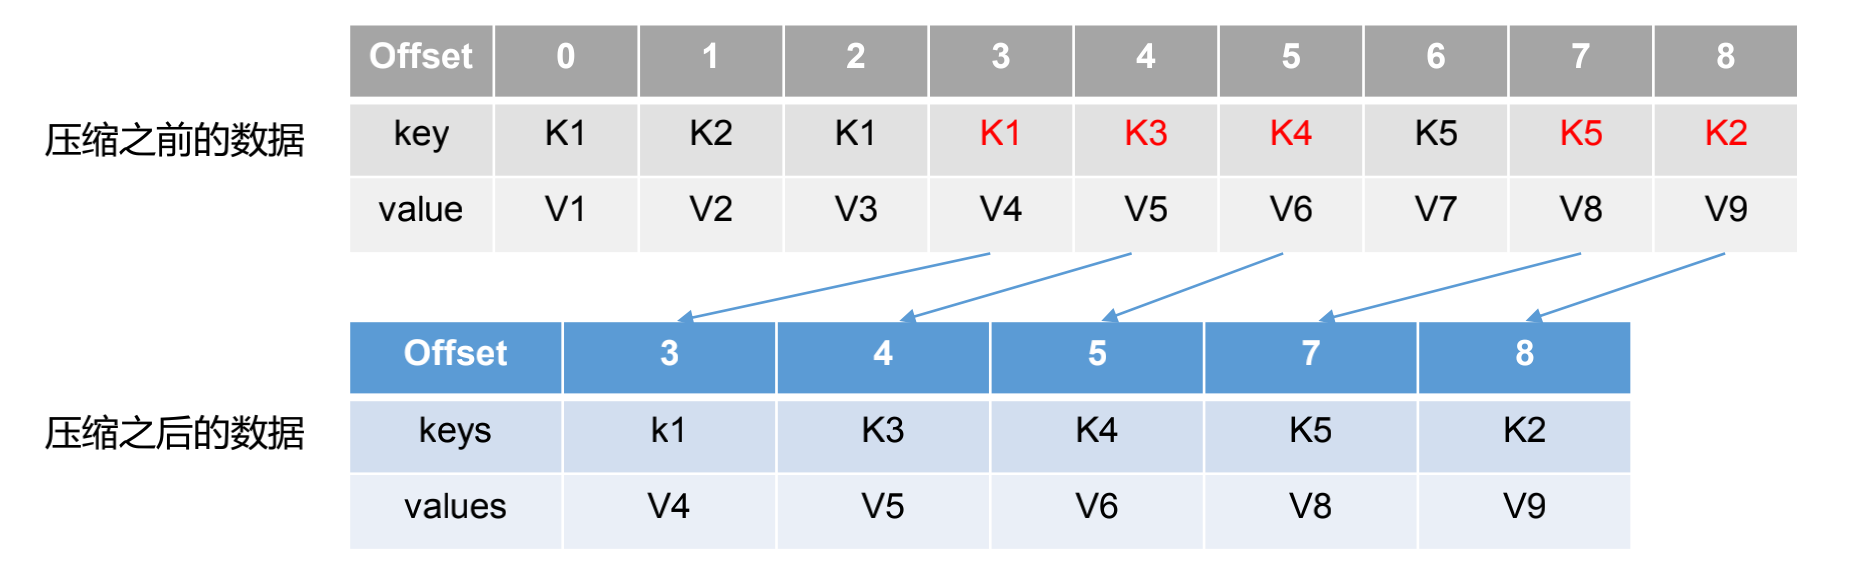 Offset 0 1 2 3 4 5 6 7 8
压缩之前的数据 key K1 K2 K1 K1 K3 K4 K5 K5 K2
value V1 V2 V3 V4 V5 V6 V7 V8 V9
Offset 3 4 5 7 8
压缩之后的数据 keys k1 K3 K4 K5 K2
values V4 V5 V6 V8 V9